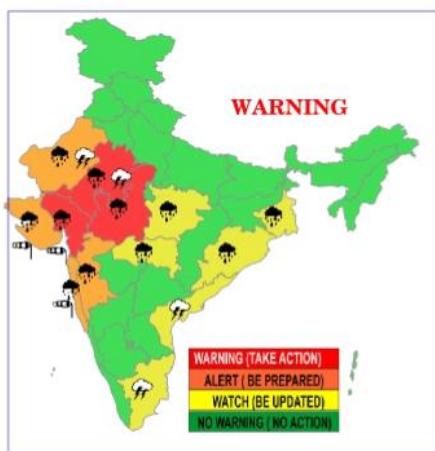 WARNING
WARNING (TAKE ACTION)
ALERT ( BE PREPARED)
WATCH (BE UPDATED)
NO WARNING ( NO ACTION)